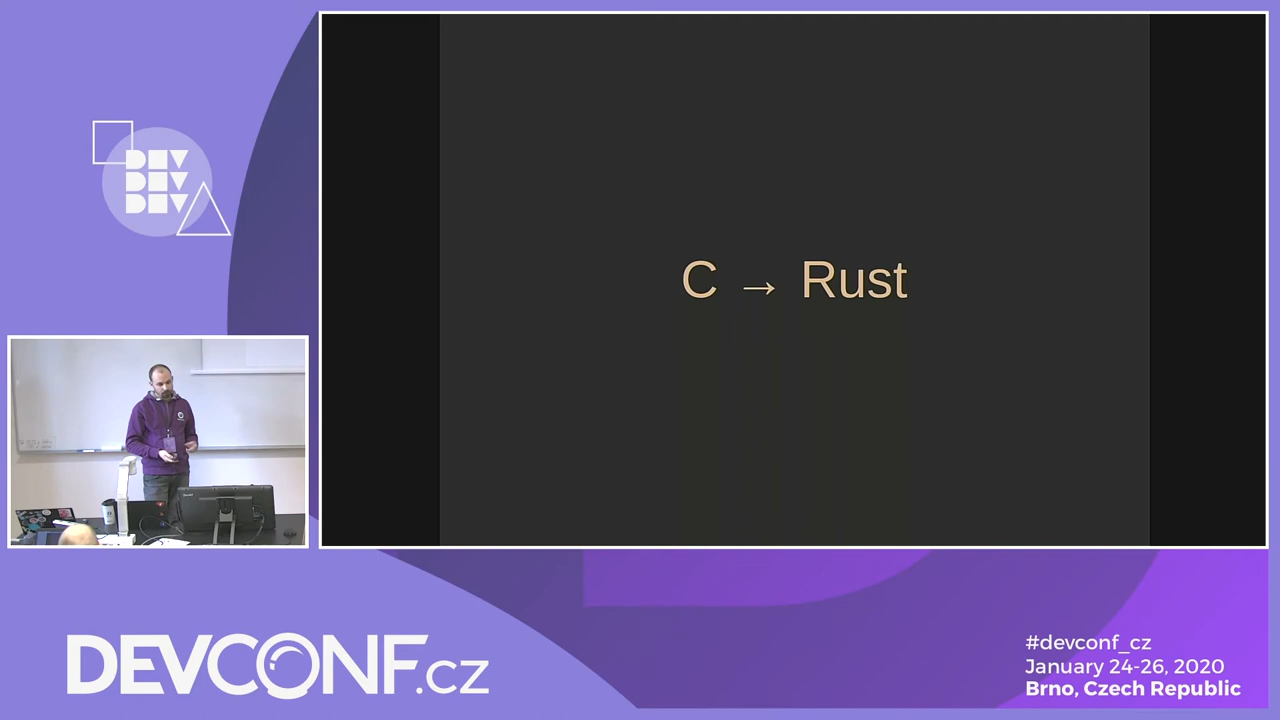 DEV
DEV
DEV
C → Rust
DEVCONF.cz
#devconf_cz
January 24-26, 2020
Brno, Czech Republic